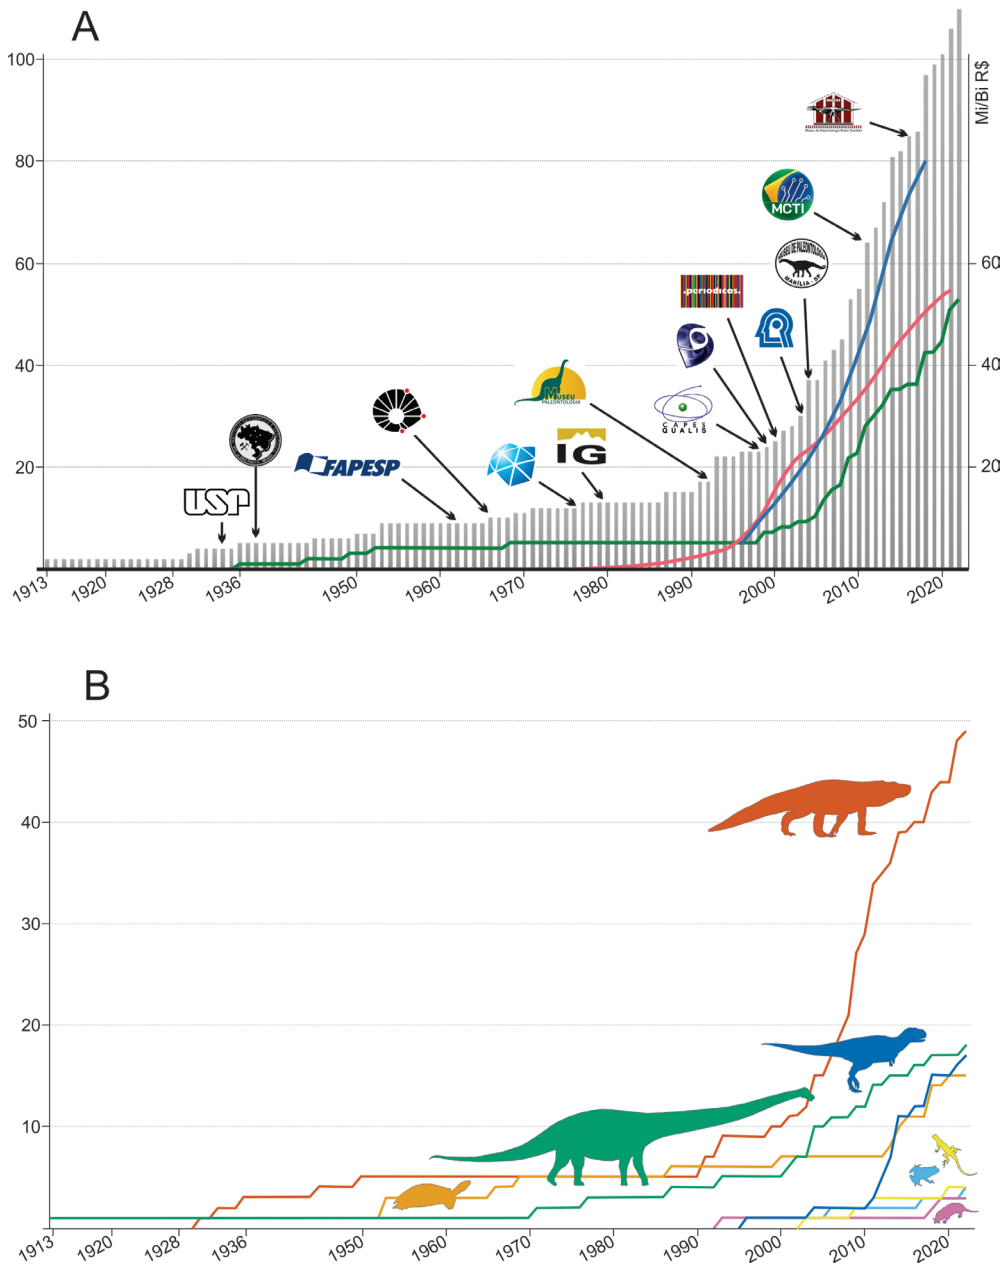 A
100
80
60
40
20
Mi/Bi R$
60
40
20
MCTI
MUSEU DE PALEONTOLOGIA
MARÍLIA - SP
.periodicos.
CAPES
QUALIS
MUSEU
PALEONTOLOGIA
IG
FAPESP
USP
1913
1920
1928
1936
1950
1960
1970
1980
1990
2000
2010
2020
B
50
40
30
20
10
1913
1920
1928
1936
1950
1960
1970
1980
1990
2000
2010
2020